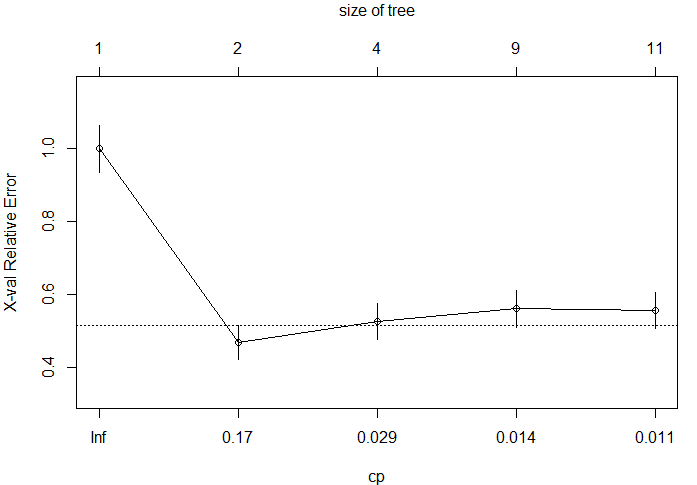 size of tree
1 2 4 9 11
X-val Relative Error
1.0
0.8
0.6
0.4
Inf 0.17 0.029 0.014 0.011
cp